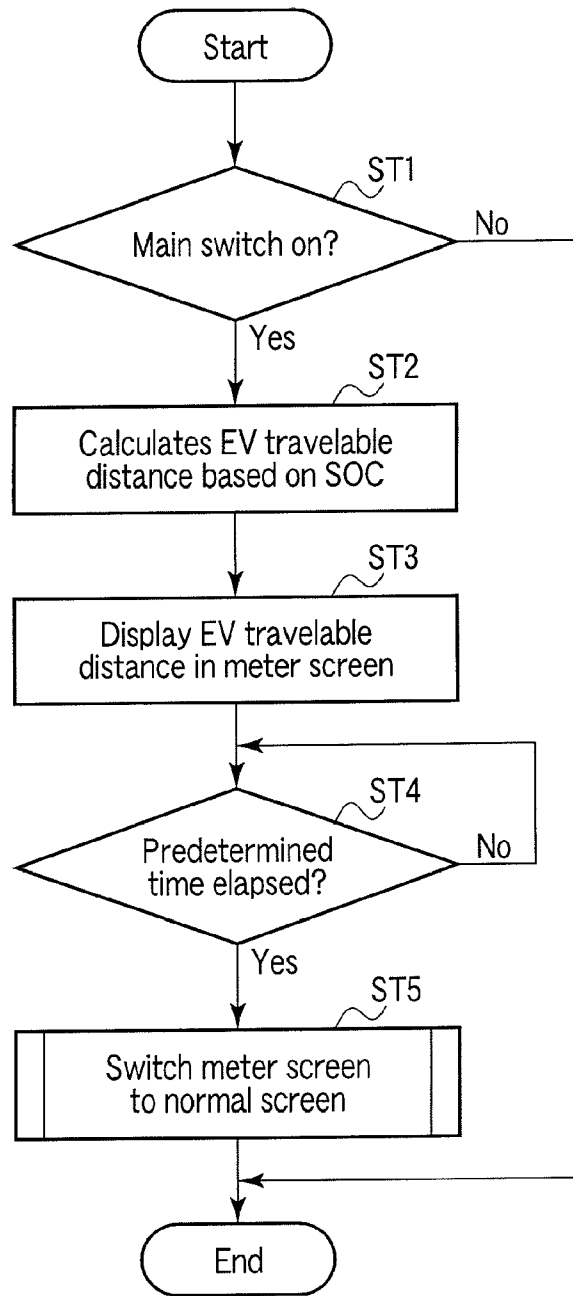 Start
ST1
Main switch on?
No
Yes
ST2
Calculates EV travelable
distance based on SOC
ST3
Display EV travelable
distance in meter screen
ST4
Predetermined
time elapsed?
No
Yes
ST5
Switch meter screen
to normal screen
End